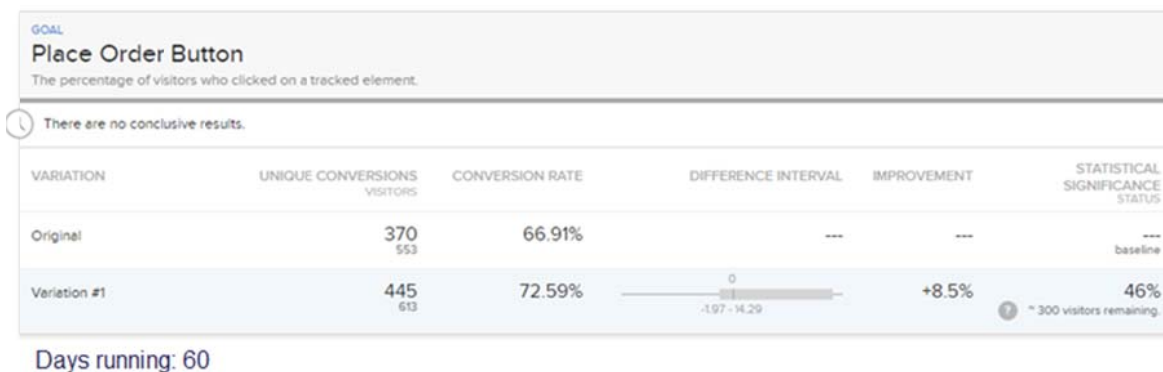 GOAL
Place Order Button
The percentage of visitors who clicked on a tracked element.
There are no conclusive results.
VARIATION UNIQUE CONVERSIONS CONVERSION RATE DIFFERENCE INTERVAL IMPROVEMENT STATISTICAL SIGNIFICANCE
VISITORS STATUS
Original 370 66.91% --- --- ---
553 baseline
Variation #1 445 72.59% 0 +8.5% 46%
613 -1.97 - 14.29 ? ~ 300 visitors remaining.
Days running: 60